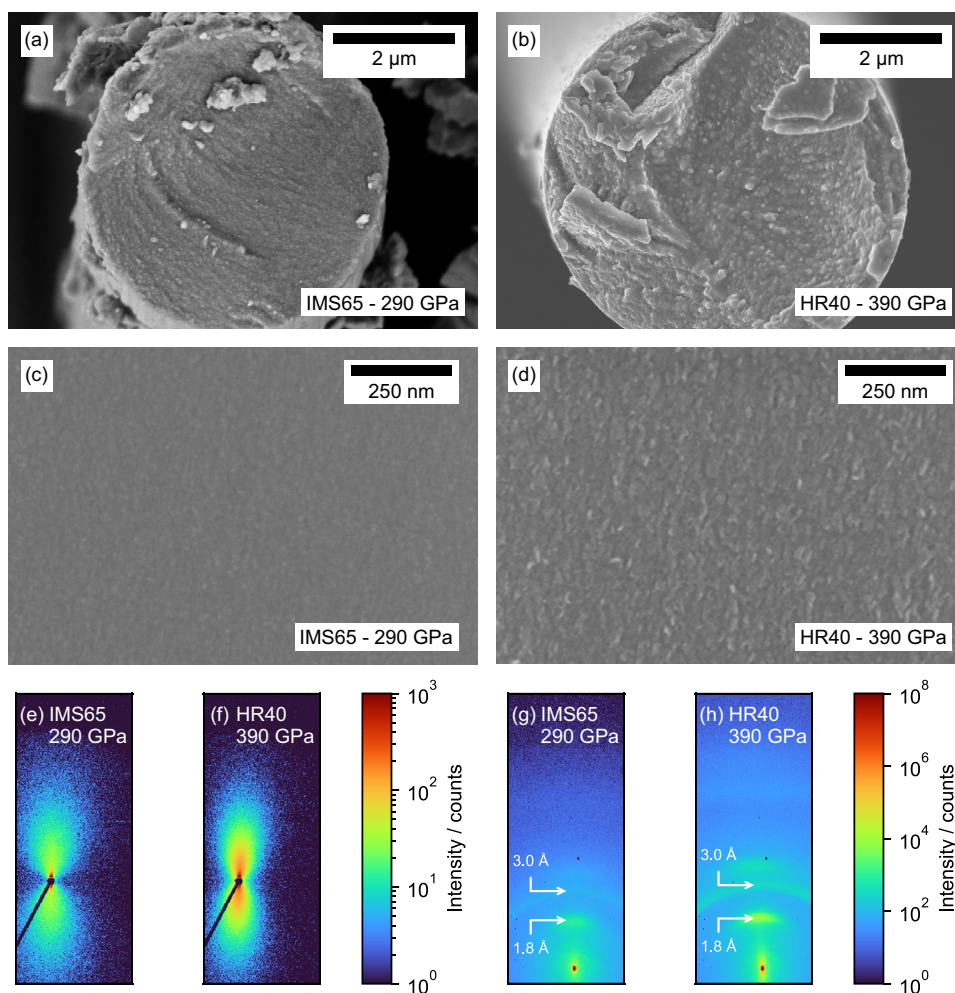 (a)
2 µm
IMS65 - 290 GPa
(b)
2 µm
HR40 - 390 GPa
(c)
250 nm
IMS65 - 290 GPa
(d)
250 nm
HR40 - 390 GPa
(e) IMS65
290 GPa
(f) HR40
390 GPa
10³
10²
10¹
10⁰
Intensity / counts
(g) IMS65
290 GPa
3.0 Å
1.8 Å
(h) HR40
390 GPa
3.0 Å
1.8 Å
10⁸
10⁶
10⁴
10²
10⁰
Intensity / counts